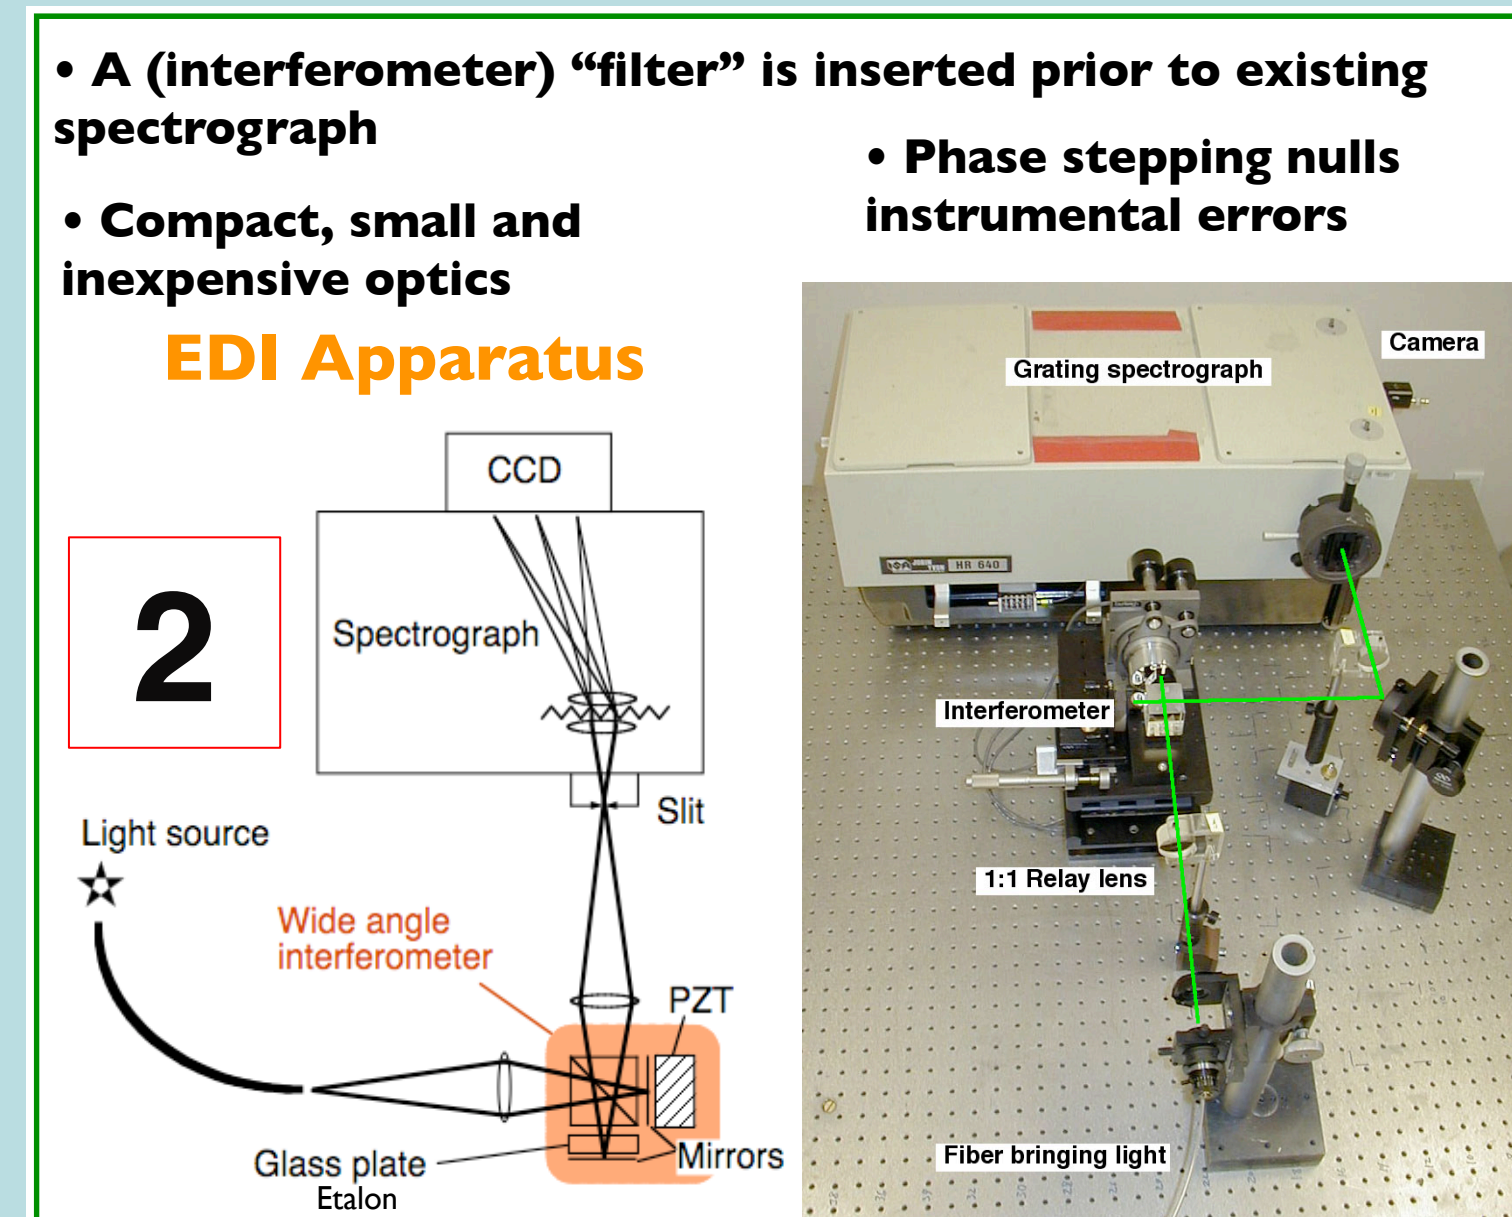 • A (interferometer) “filter” is inserted prior to existing
spectrograph
• Phase stepping nulls
instrumental errors
• Compact, small and
inexpensive optics
EDI Apparatus
CCD
Spectrograph
2
Slit
Light source
Wide angle
interferometer
PZT
Glass plate
Etalon
Mirrors
Camera
Grating spectrograph
HR 640
Interferometer
1:1 Relay lens
Fiber bringing light